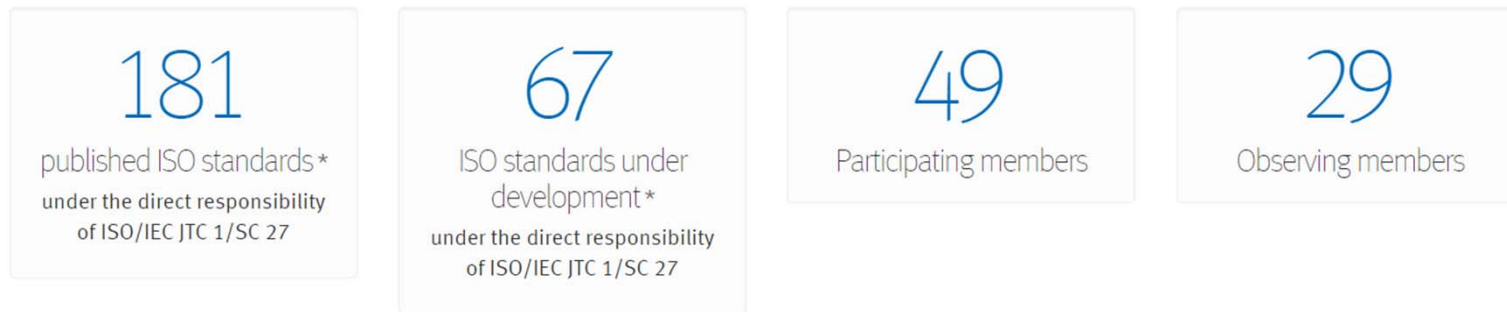 181
published ISO standards *
under the direct responsibility
of ISO/IEC JTC 1/SC 27
67
ISO standards under
development *
under the direct responsibility
of ISO/IEC JTC 1/SC 27
49
Participating members
29
Observing members